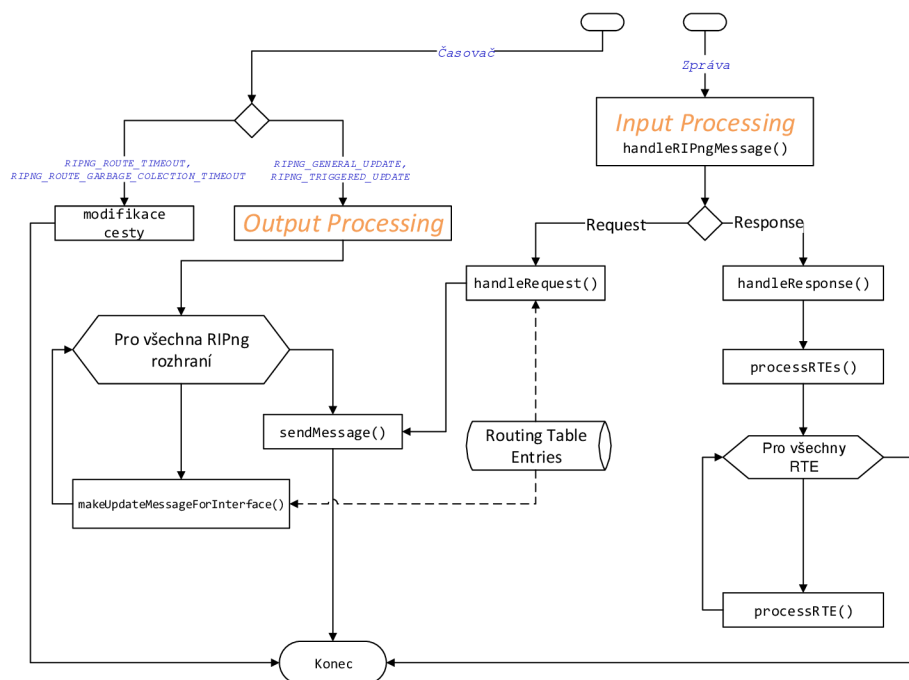 Časovač
Zpráva
Input Processing
handleRIPngMessage()
RIPNG_ROUTE_TIMEOUT,
RIPNG_ROUTE_GARBAGE_COLECTION_TIMEOUT
RIPNG_GENERAL_UPDATE,
RIPNG_TRIGGERED_UPDATE
modifikace
cesty
Output Processing
Request
Response
handleRequest()
handleResponse()
Pro všechna RIPng
rozhraní
processRTEs()
sendMessage()
Routing Table
Entries
Pro všechny
RTE
makeUpdateMessageForInterface()
processRTE()
Konec